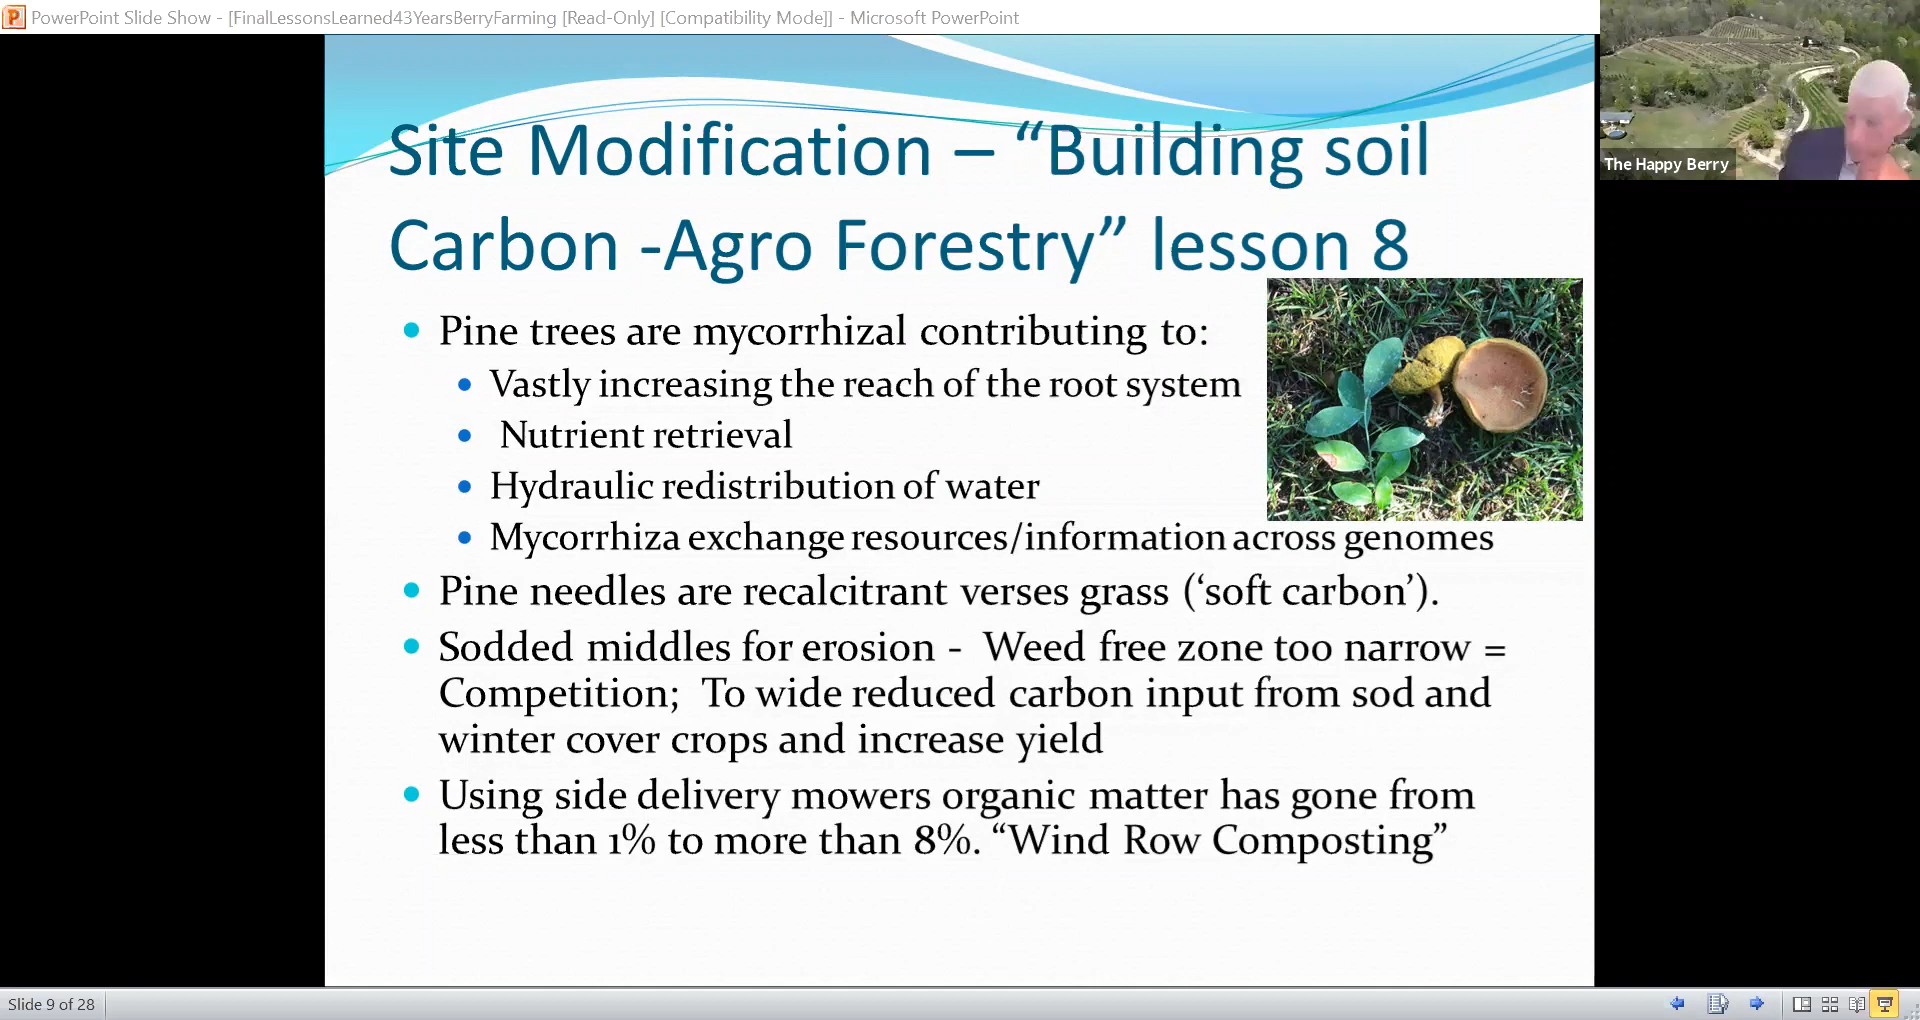 PowerPoint Slide Show - [FinalLessonsLearned43YearsBerryFarming [Read-Only] [Compatibility Mode]] - Microsoft PowerPoint
The Happy Berry
Site Modification – “Building soil
Carbon -Agro Forestry” lesson 8
Pine trees are mycorrhizal contributing to:
Vastly increasing the reach of the root system
Nutrient retrieval
Hydraulic redistribution of water
Mycorrhiza exchange resources/information across genomes
Pine needles are recalcitrant verses grass (‘soft carbon’).
Sodded middles for erosion - Weed free zone too narrow =
Competition; To wide reduced carbon input from sod and
winter cover crops and increase yield
Using side delivery mowers organic matter has gone from
less than 1% to more than 8%. “Wind Row Composting”
Slide 9 of 28